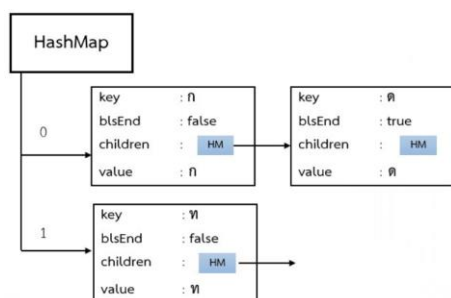 HashMap
0
key : ก
blsEnd : false
children : HM
value : ก
key : ด
blsEnd : true
children : HM
value : ด
1
key : ท
blsEnd : false
children : HM
value : ท